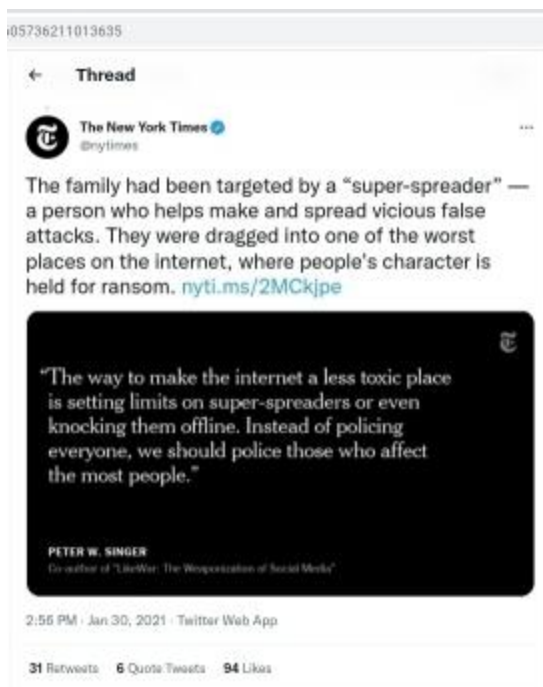 05736211013635
← Thread
The New York Times
@nytimes
The family had been targeted by a “super-spreader” —
a person who helps make and spread vicious false
attacks. They were dragged into one of the worst
places on the internet, where people's character is
held for ransom. nyti.ms/2MCkjpe
“The way to make the internet a less toxic place
is setting limits on super-spreaders or even
knocking them offline. Instead of policing
everyone, we should police those who affect
the most people.”
PETER W. SINGER
Co-author of “LikeWar: The Weaponization of Social Media”
2:56 PM · Jan 30, 2021 · Twitter Web App
31 Retweets 6 Quote Tweets 94 Likes